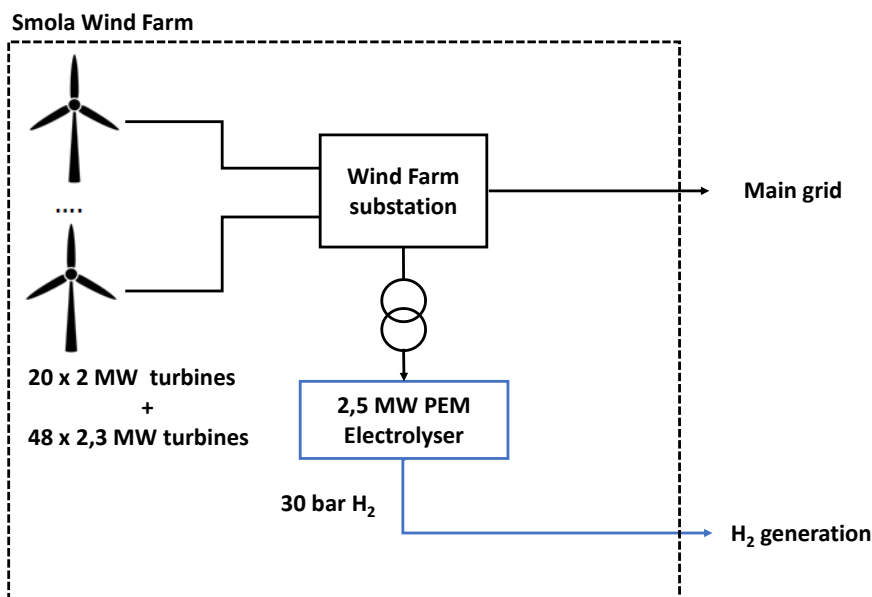 Smola Wind Farm
....
20 x 2 MW turbines
+
48 x 2,3 MW turbines
Wind Farm
substation
Main grid
2,5 MW PEM
Electrolyser
30 bar H₂
H₂ generation